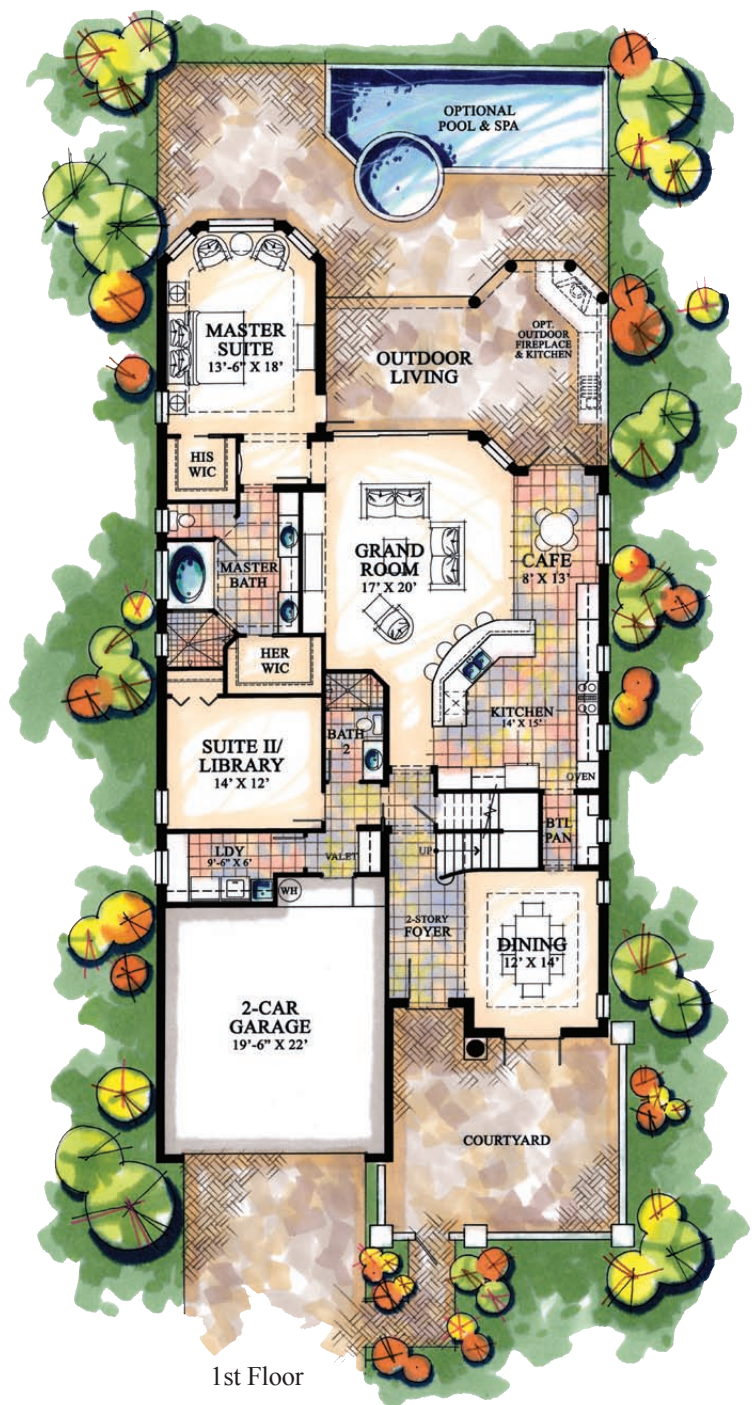 OPTIONAL
POOL & SPA
MASTER
SUITE
13'-6" X 18'
OUTDOOR
LIVING
OPT.
OUTDOOR
FIREPLACE
& KITCHEN
HIS
WIC
MASTER
BATH
GRAND
ROOM
17' X 20'
CAFE
8' X 13'
HER
WIC
KITCHEN
14' X 15'
SUITE II/
LIBRARY
14' X 12'
BATH
2
OVEN
BTL
PAN
LDY
9'-6" X 6'
VALET
UP
WH
2-STORY
FOYER
DINING
12' X 14'
2-CAR
GARAGE
19'-6" X 22'
COURTYARD
1st Floor